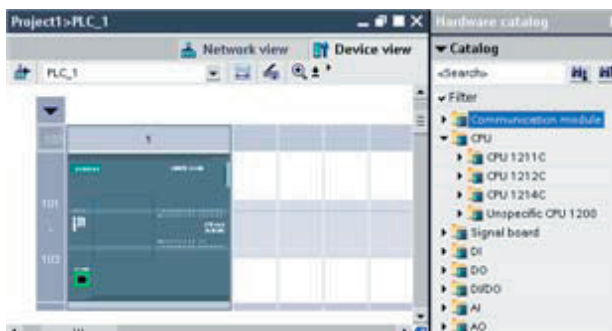 Project1>PLC_1
Network view
Device view
PLC_1
1
101
103
Hardware catalog
Catalog
<Search>
Filter
Communication module
CPU
CPU 1211C
CPU 1212C
CPU 1214C
Unspecific CPU 1200
Signal board
DI
DO
DI/DO
AI
AO